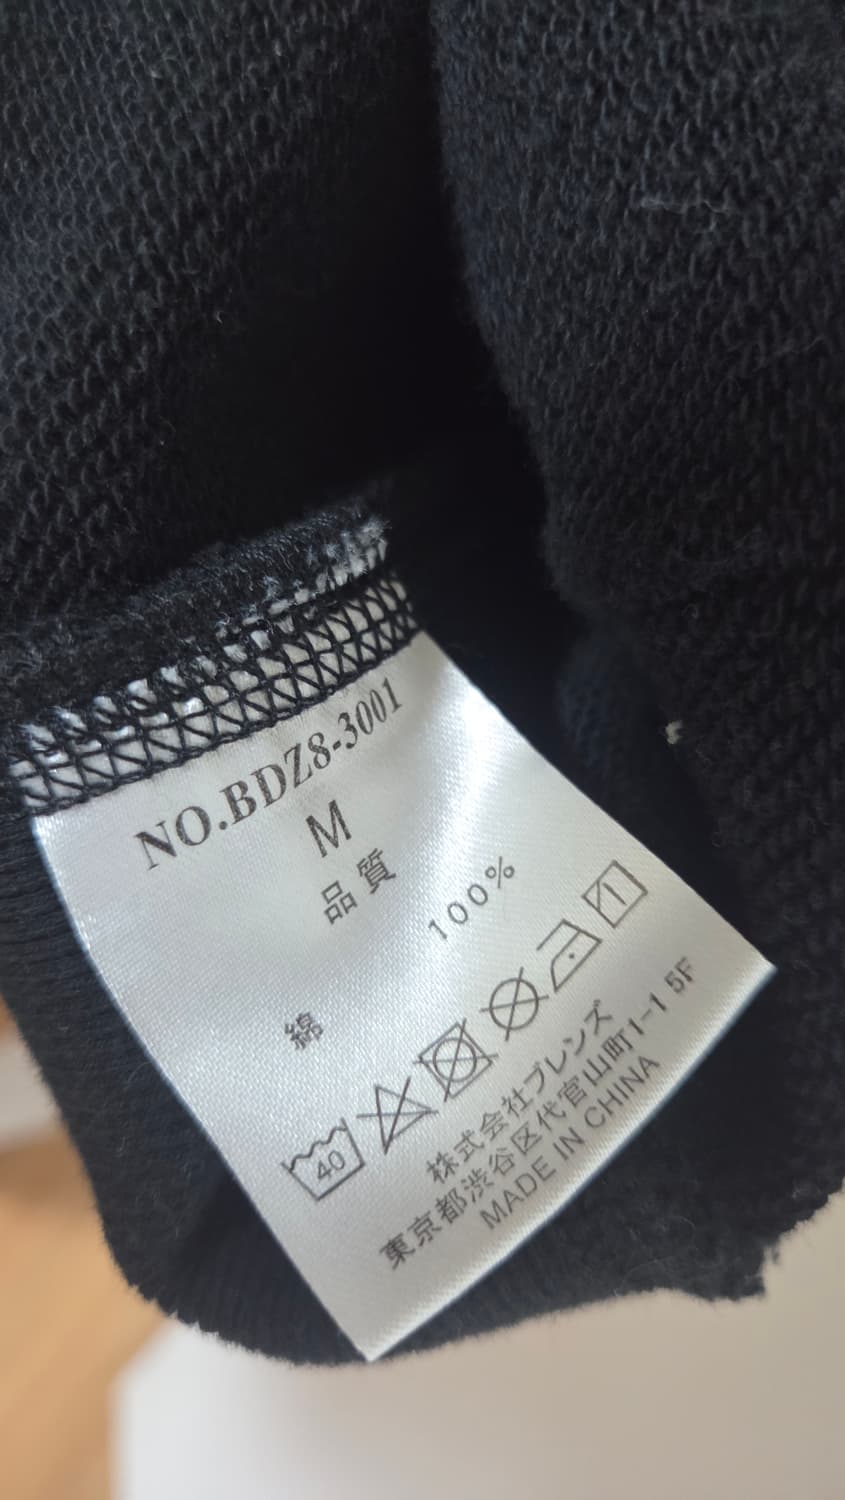 NO.BDZ8-3001
M
品質
綿 100%
40
株式会社ブレンズ
東京都渋谷区代官山町1-1 5F
MADE IN CHINA